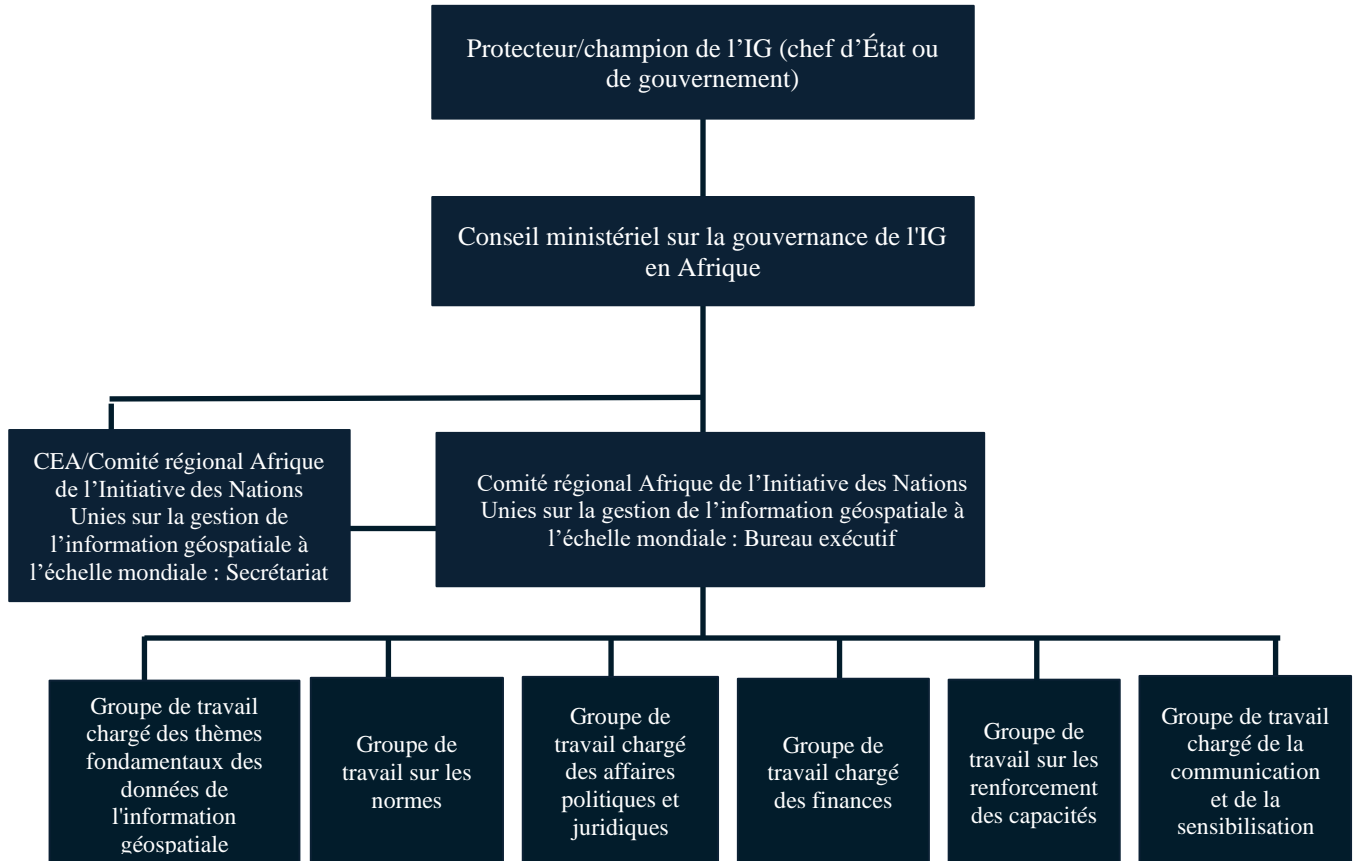 Protecteur/champion de l’IG (chef d’État ou
de gouvernement)
Conseil ministériel sur la gouvernance de l'IG
en Afrique
CEA/Comité régional Afrique
de l’Initiative des Nations
Unies sur la gestion de
l’information géospatiale à
l’échelle mondiale : Secrétariat
Comité régional Afrique de l’Initiative des Nations
Unies sur la gestion de l’information géospatiale à
l’échelle mondiale : Bureau exécutif
Groupe de travail
chargé des thèmes
fondamentaux des
données de
l'information
géospatiale
Groupe de
travail sur les
normes
Groupe de
travail chargé
des affaires
politiques et
juridiques
Groupe de
travail chargé
des finances
Groupe de
travail sur les
renforcement
des capacités
Groupe de travail
chargé de la
communication
et de la
sensibilisation